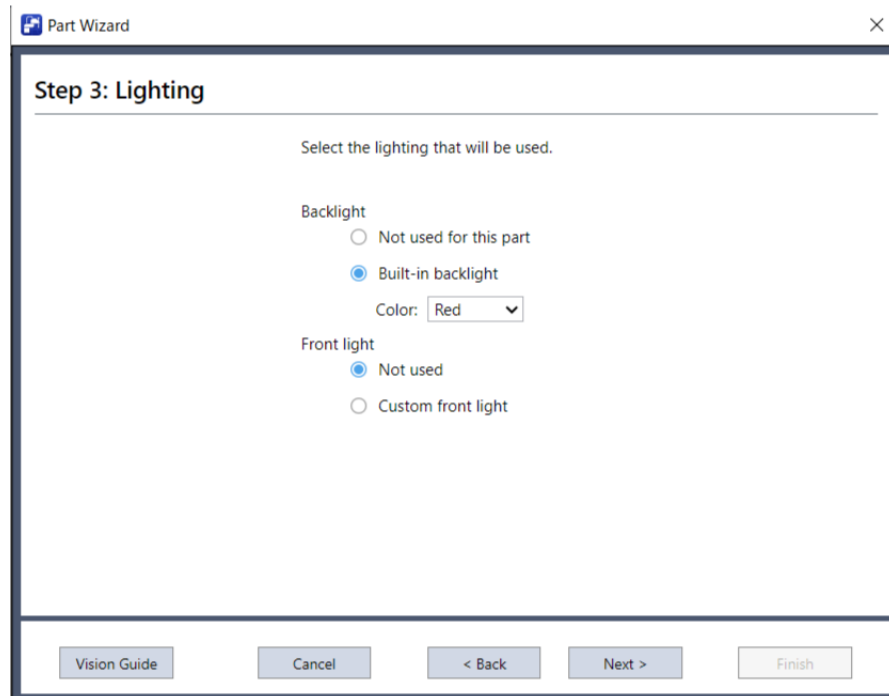 Part Wizard
Step 3: Lighting
Select the lighting that will be used.
Backlight
Not used for this part
Built-in backlight
Color: Red
Front light
Not used
Custom front light
Vision Guide Cancel < Back Next > Finish